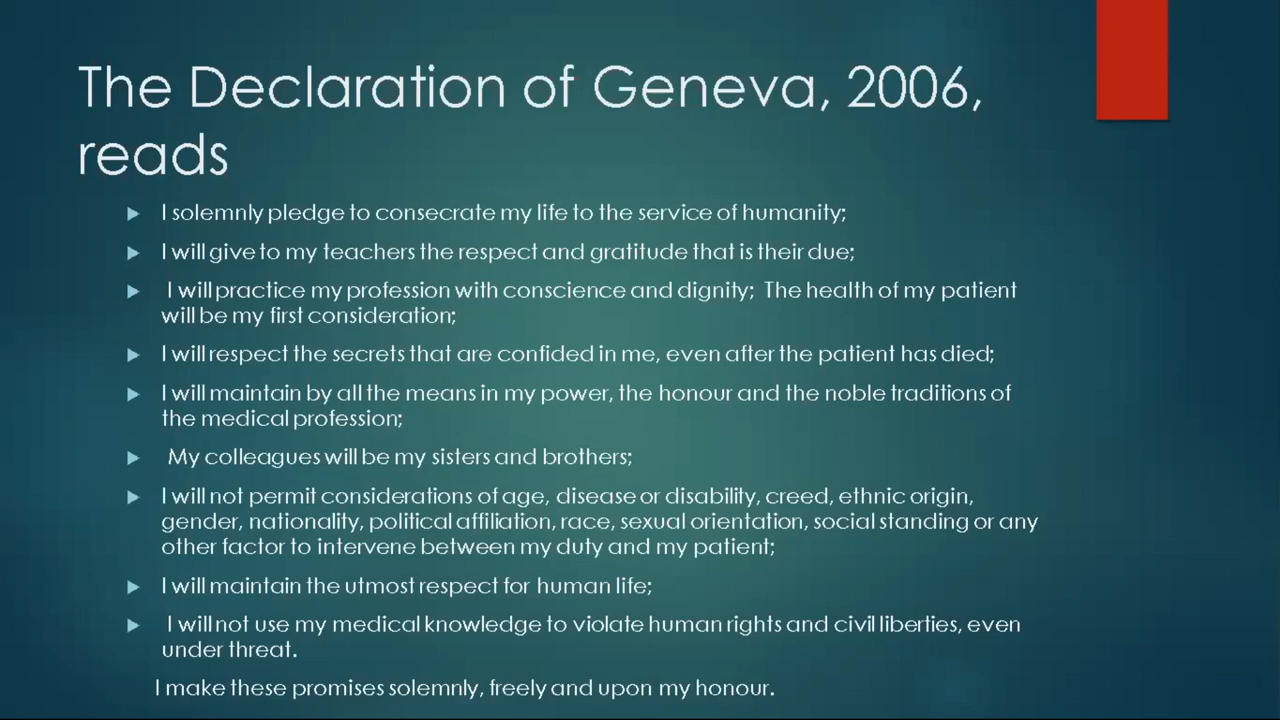 The Declaration of Geneva, 2006,
reads
I solemnly pledge to consecrate my life to the service of humanity;
I will give to my teachers the respect and gratitude that is their due;
I will practice my profession with conscience and dignity; The health of my patient
will be my first consideration;
I will respect the secrets that are confided in me, even after the patient has died;
I will maintain by all the means in my power, the honour and the noble traditions of
the medical profession;
My colleagues will be my sisters and brothers;
I will not permit considerations of age, disease or disability, creed, ethnic origin,
gender, nationality, political affiliation, race, sexual orientation, social standing or any
other factor to intervene between my duty and my patient;
I will maintain the utmost respect for human life;
I will not use my medical knowledge to violate human rights and civil liberties, even
under threat.
I make these promises solemnly, freely and upon my honour.